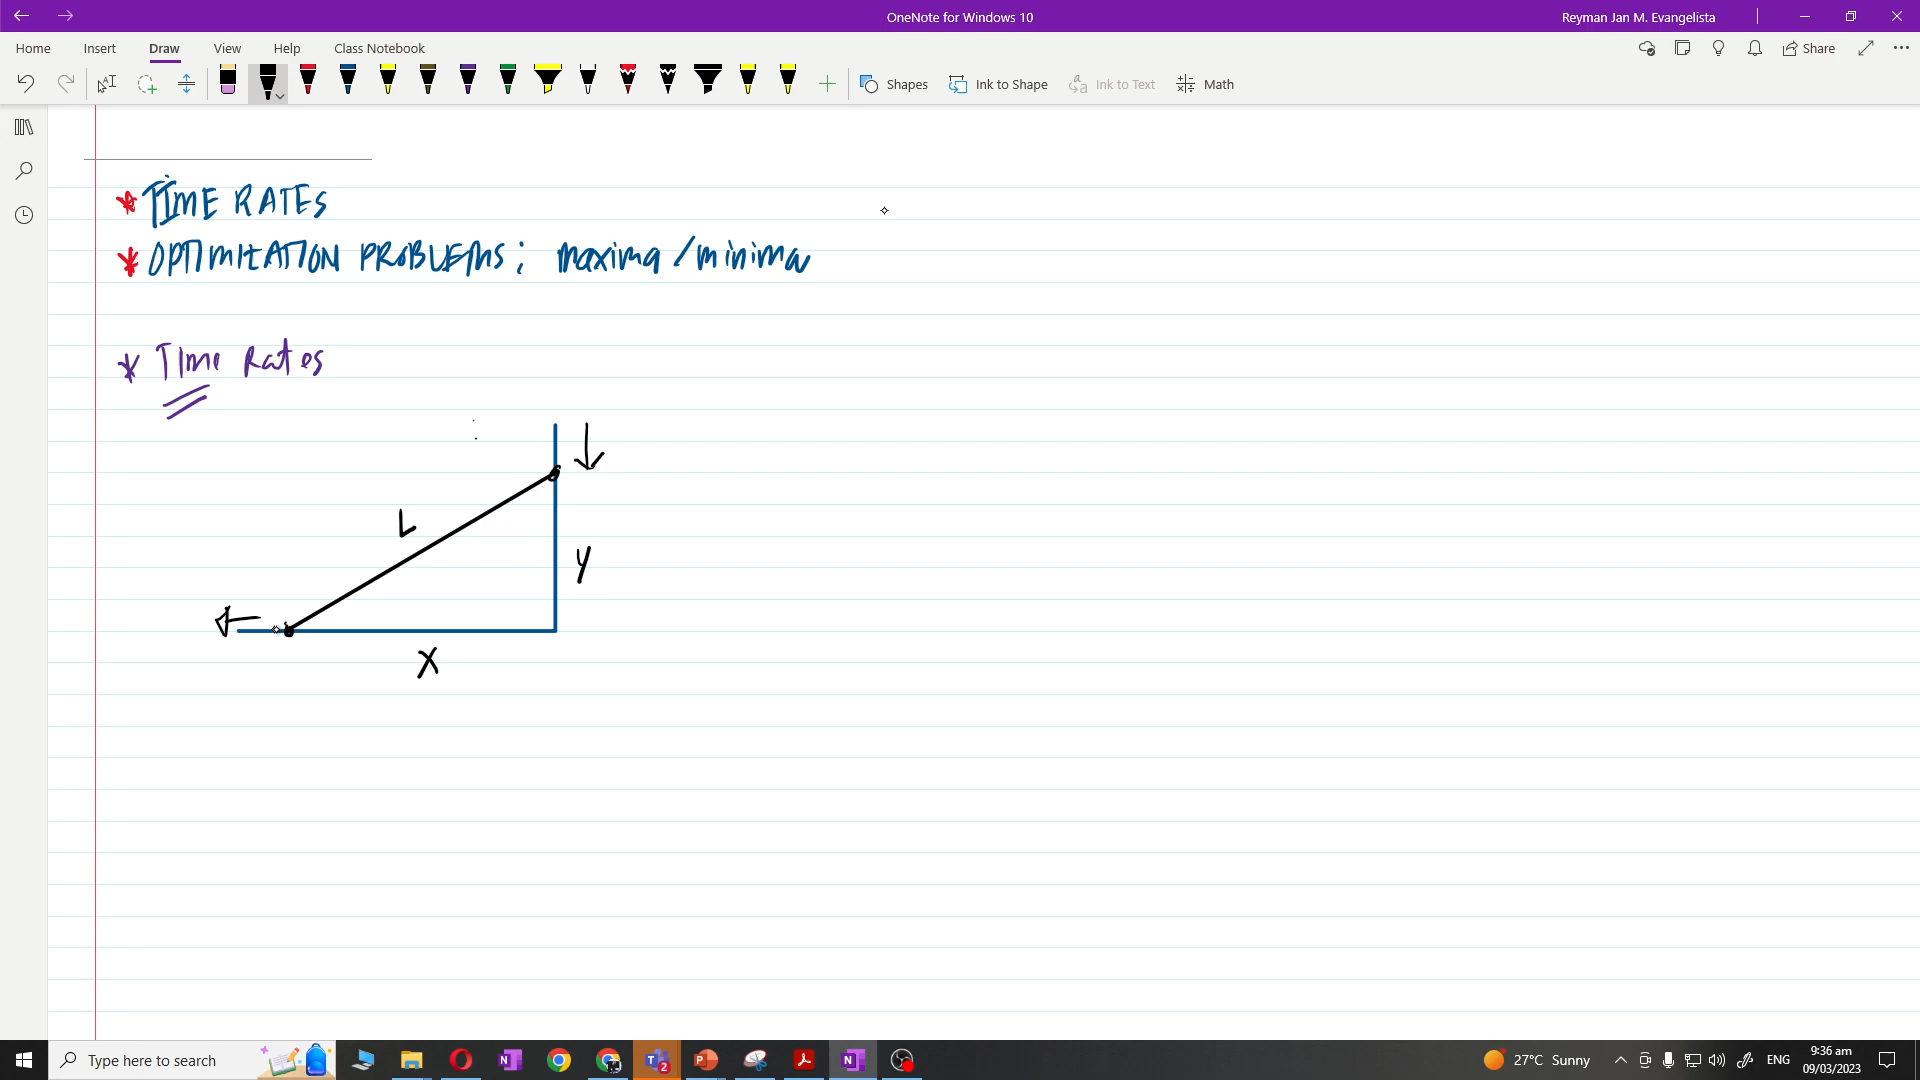 OneNote for Windows 10
Reyman Jan M. Evangelista
Home Insert Draw View Help Class Notebook
Share
Shapes Ink to Shape Ink to Text Math
* TIME RATES
* OPTIMIZATION PROBLEMS; maxima/minima
* Time Rates
L
y
x
Type here to search
27°C Sunny
ENG
9:36 am
09/03/2023